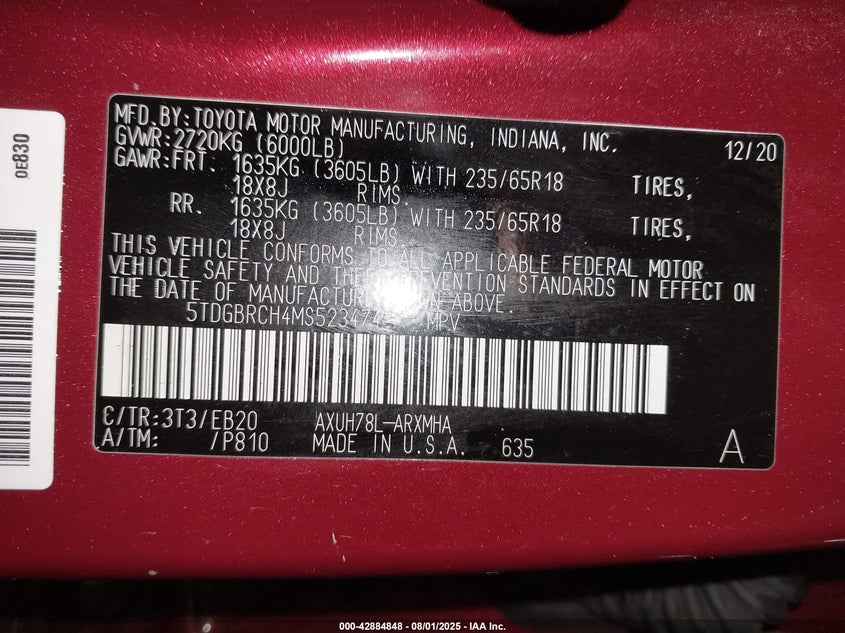 0E830
MFD.BY:TOYOTA MOTOR MANUFACTURING, INDIANA, INC. 12/20
GVWR:2720KG (6000LB)
GAWR:FRT. 1635KG (3605LB) WITH 235/65R18 TIRES,
18X8J RIMS.
RR. 1635KG (3605LB) WITH 235/65R18 TIRES,
18X8J RIMS.
THIS VEHICLE CONFORMS TO ALL APPLICABLE FEDERAL MOTOR
VEHICLE SAFETY AND PREVENTION STANDARDS IN EFFECT ON
THE DATE OF MANUFACTURE ABOVE.
MPV
C/TR:3T3/EB20 AXUH78L-ARXMHA
A/TM: /P810 MADE IN U.S.A. 635 A
000-42884848 - 08/01/2025 - IAA Inc.